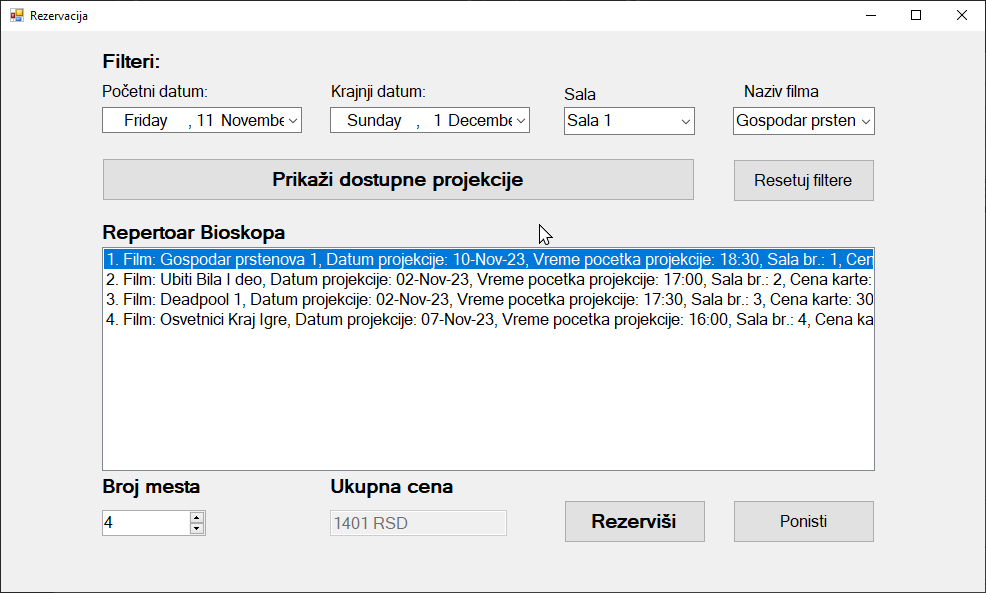 Rezervacija
Filteri:
Početni datum:
Krajnji datum:
Sala
Naziv filma
Friday , 11 Novembe
Sunday , 1 Decembe
Sala 1
Gospodar prsten
Prikaži dostupne projekcije
Resetuj filtere
Repertoar Bioskopa
1. Film: Gospodar prstenova 1, Datum projekcije: 10-Nov-23, Vreme pocetka projekcije: 18:30, Sala br.: 1, Cen
2. Film: Ubiti Bila I deo, Datum projekcije: 02-Nov-23, Vreme pocetka projekcije: 17:00, Sala br.: 2, Cena karte:
3. Film: Deadpool 1, Datum projekcije: 02-Nov-23, Vreme pocetka projekcije: 17:30, Sala br.: 3, Cena karte: 30
4. Film: Osvetnici Kraj Igre, Datum projekcije: 07-Nov-23, Vreme pocetka projekcije: 16:00, Sala br.: 4, Cena ka
Broj mesta
Ukupna cena
4
1401 RSD
Rezerviši
Ponisti